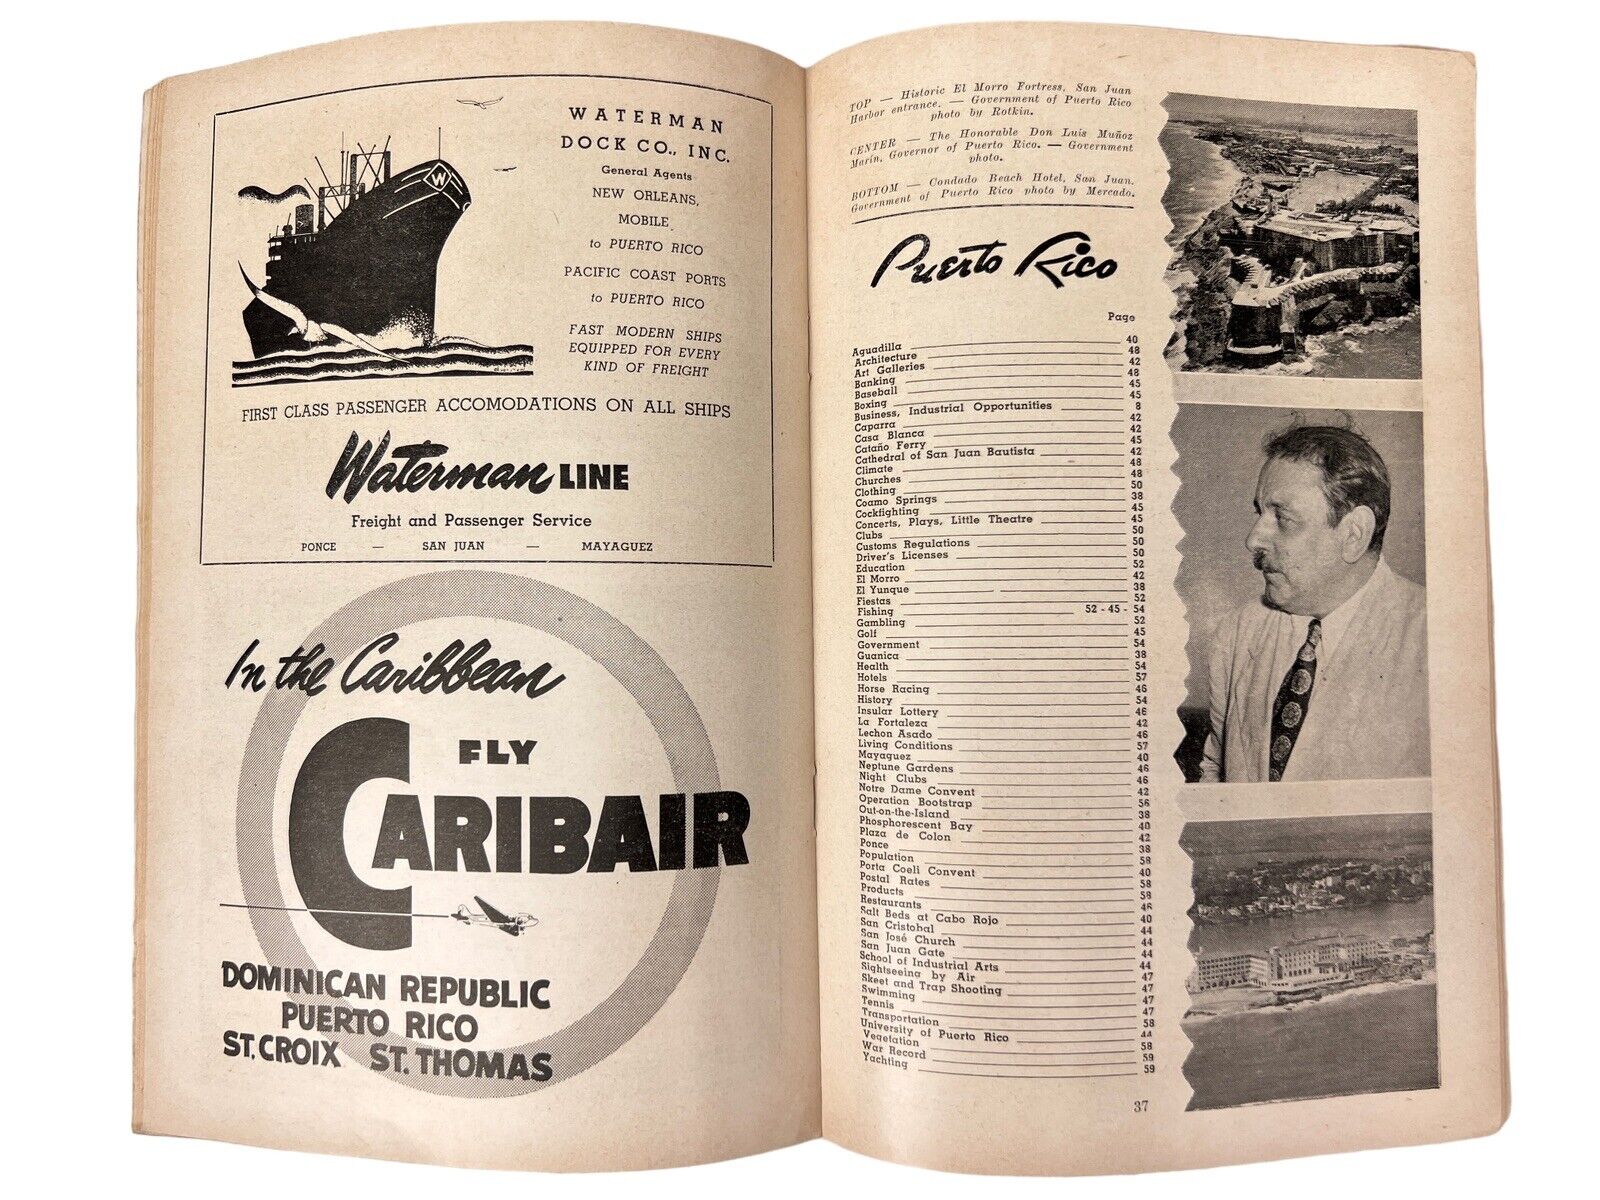 WATERMAN
DOCK CO., INC.
General Agents
NEW ORLEANS,
MOBILE
to PUERTO RICO
PACIFIC COAST PORTS
to PUERTO RICO
FAST MODERN SHIPS
EQUIPPED FOR EVERY
KIND OF FREIGHT
W
FIRST CLASS PASSENGER ACCOMODATIONS ON ALL SHIPS
Waterman LINE
Freight and Passenger Service
PONCE — SAN JUAN — MAYAGUEZ
In the Caribbean
FLY
CARIBAIR
DOMINICAN REPUBLIC
PUERTO RICO
ST. CROIX ST. THOMAS
TOP — Historic El Morro Fortress, San Juan
Harbor entrance. — Government of Puerto Rico
photo by Rotkin.
CENTER — The Honorable Don Luis Muñoz
Marín, Governor of Puerto Rico. — Government
photo.
BOTTOM — Condado Beach Hotel, San Juan.
Government of Puerto Rico photo by Mercado.
Puerto Rico
Page
Aguadilla 40
Architecture 48
Art Galleries 42
Banking 48
Baseball 45
Boxing 45
Business, Industrial Opportunities 8
Caparra 42
Casa Blanca 42
Cataño Ferry 45
Cathedral of San Juan Bautista 42
Climate 48
Churches 48
Clothing 50
Coamo Springs 38
Cockfighting 45
Concerts, Plays, Little Theatre 45
Clubs 50
Customs Regulations 50
Driver's Licenses 50
Education 52
El Morro 42
El Yunque 38
Fiestas 52
Fishing 52 - 45 - 54
Gambling 52
Golf 45
Government 54
Guanica 38
Health 54
Hotels 57
Horse Racing 46
History 54
Insular Lottery 46
La Fortaleza 42
Lechon Asado 46
Living Conditions 57
Mayaguez 40
Neptune Gardens 46
Night Clubs 46
Notre Dame Convent 42
Operation Bootstrap 56
Out-on-the-Island 38
Phosphorescent Bay 40
Plaza de Colon 42
Ponce 38
Population 58
Porta Coeli Convent 40
Postal Rates 58
Products 58
Restaurants 46
Salt Beds at Cabo Rojo 40
San Cristobal 44
San José Church 44
San Juan Gate 44
School of Industrial Arts 44
Sightseeing by Air 47
Skeet and Trap Shooting 47
Swimming 47
Tennis 47
Transportation 58
University of Puerto Rico 44
Vegetation 58
War Record 59
Yachting 59
37